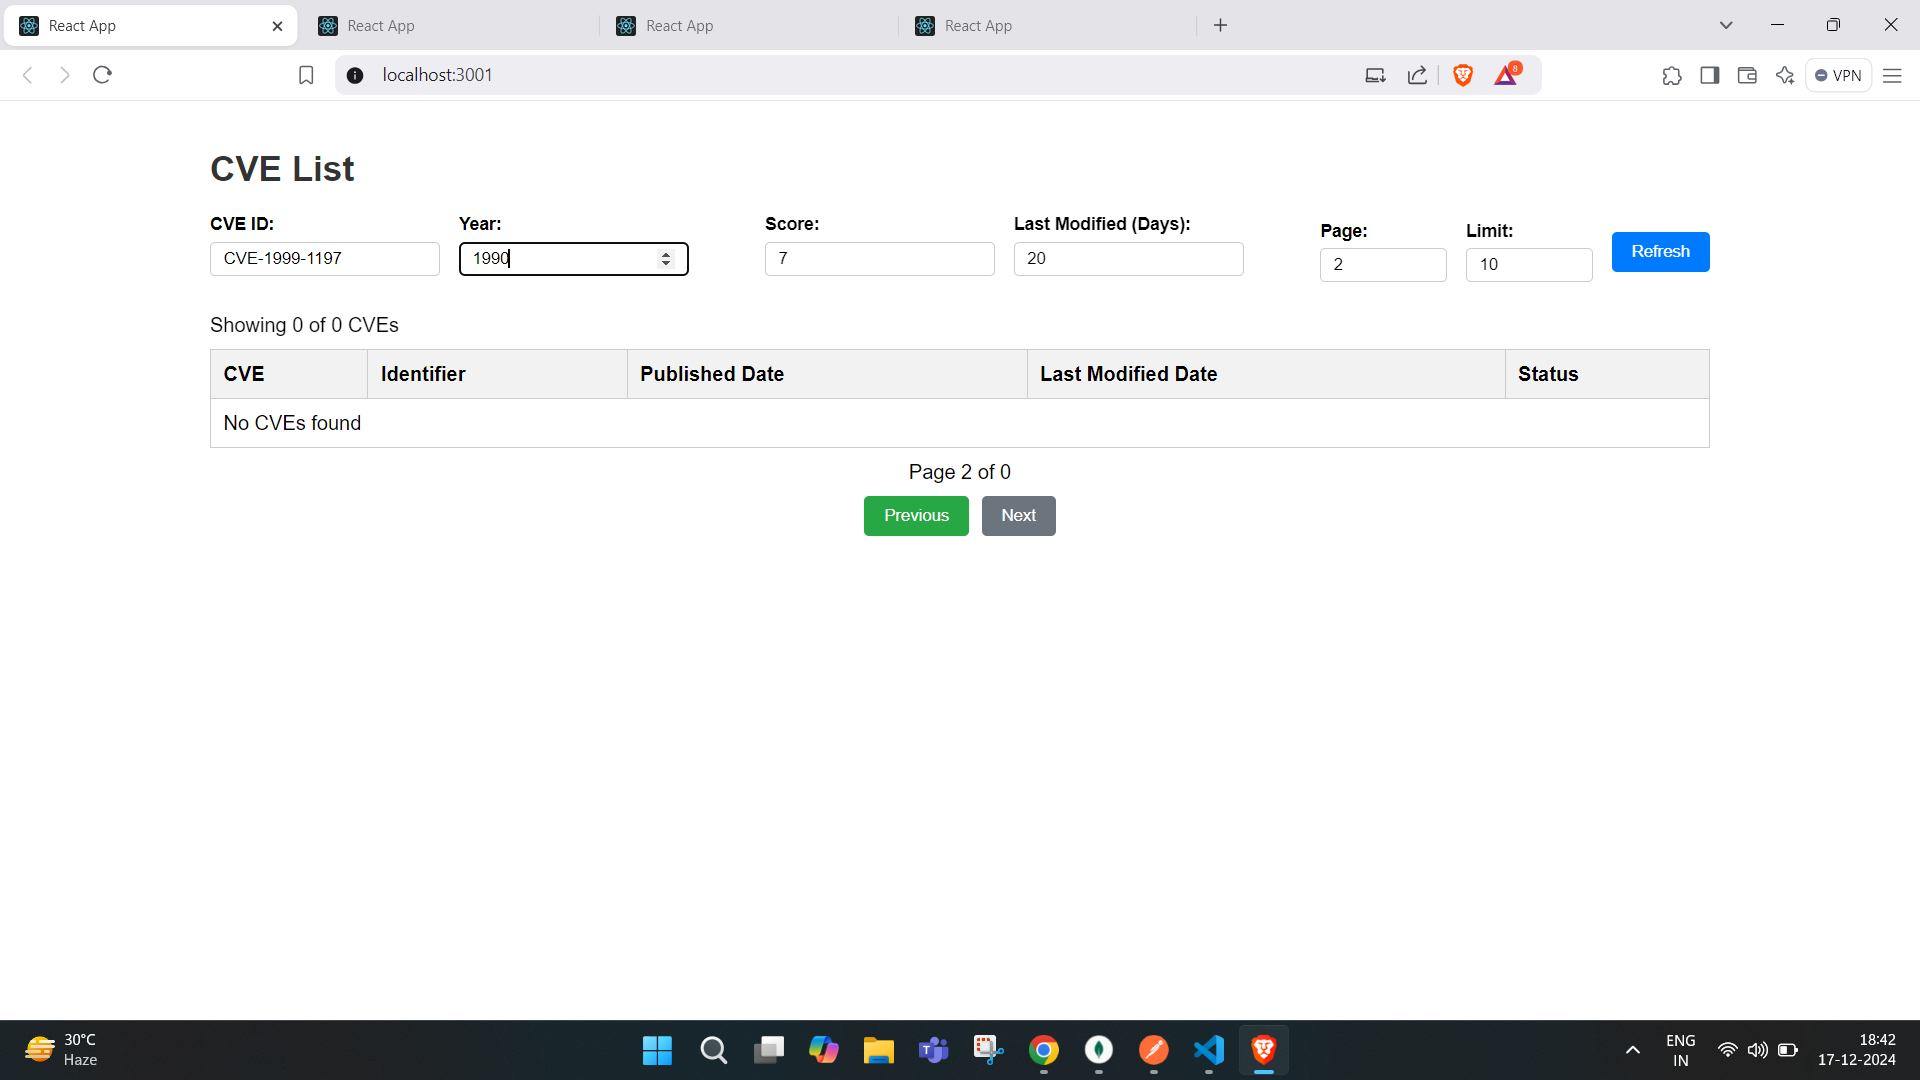 React App
React App
React App
React App
localhost:3001
8
VPN
CVE List
CVE ID:
Year:
Score:
Last Modified (Days):
Page:
Limit:
CVE-1999-1197
1990
7
20
2
10
Refresh
Showing 0 of 0 CVEs
CVE Identifier Published Date Last Modified Date Status
No CVEs found
Page 2 of 0
Previous Next
30°C
Haze
ENG
IN
18:42
17-12-2024